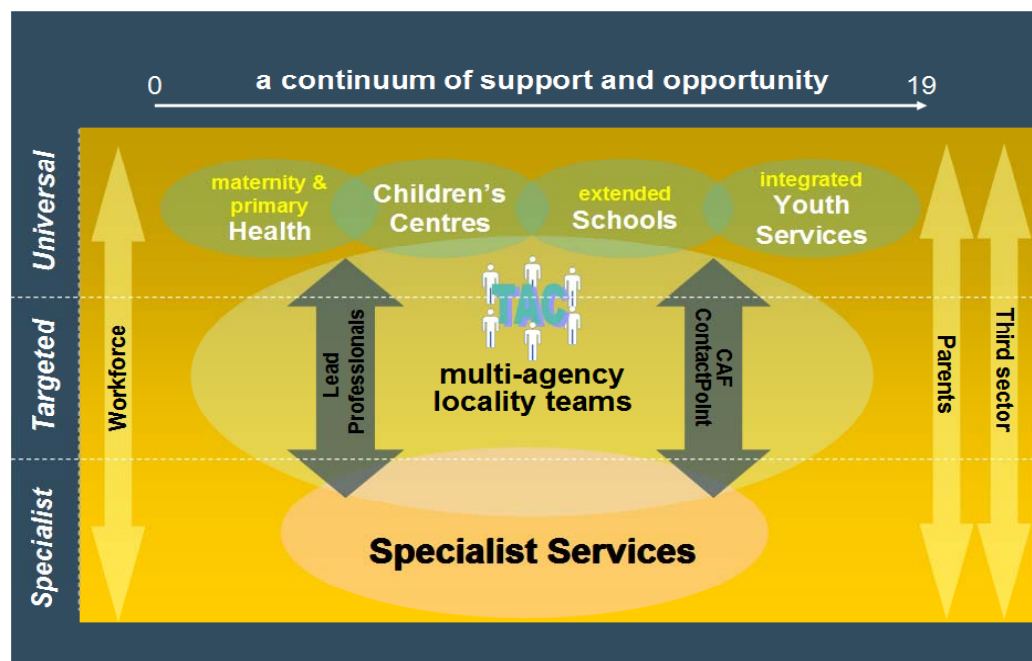 a continuum of support and opportunity
0
19
Universal
Targeted
Specialist
Workforce
maternity &
primary
Health
Children's
Centres
extended
Schools
integrated
Youth
Services
TAC
multi-agency
locality teams
Lead
Professionals
CAF
ContactPoint
Parents
Third sector
Specialist Services